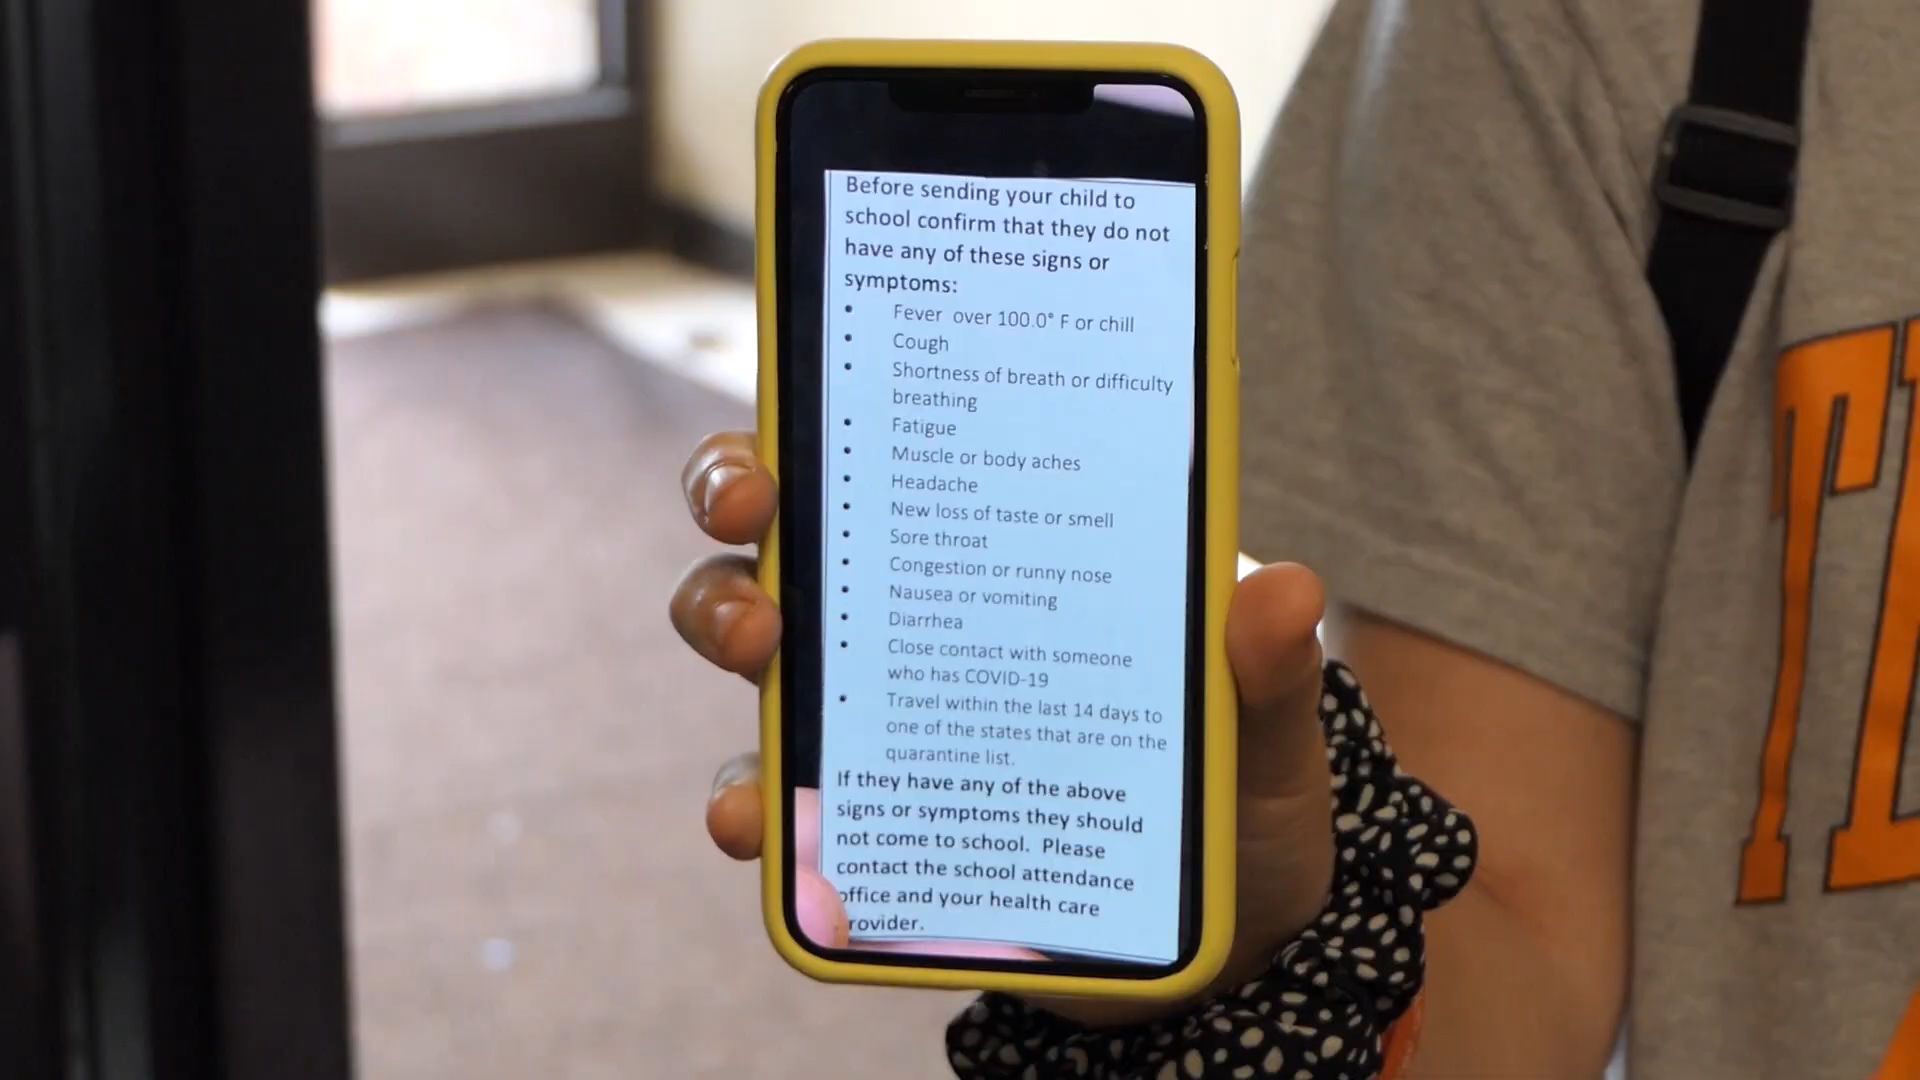 Before sending your child to
school confirm that they do not
have any of these signs or
symptoms:
• Fever over 100.0° F or chill
• Cough
• Shortness of breath or difficulty
breathing
• Fatigue
• Muscle or body aches
• Headache
• New loss of taste or smell
• Sore throat
• Congestion or runny nose
• Nausea or vomiting
• Diarrhea
• Close contact with someone
who has COVID-19
• Travel within the last 14 days to
one of the states that are on the
quarantine list.
If they have any of the above
signs or symptoms they should
not come to school. Please
contact the school attendance
office and your health care
rovider.